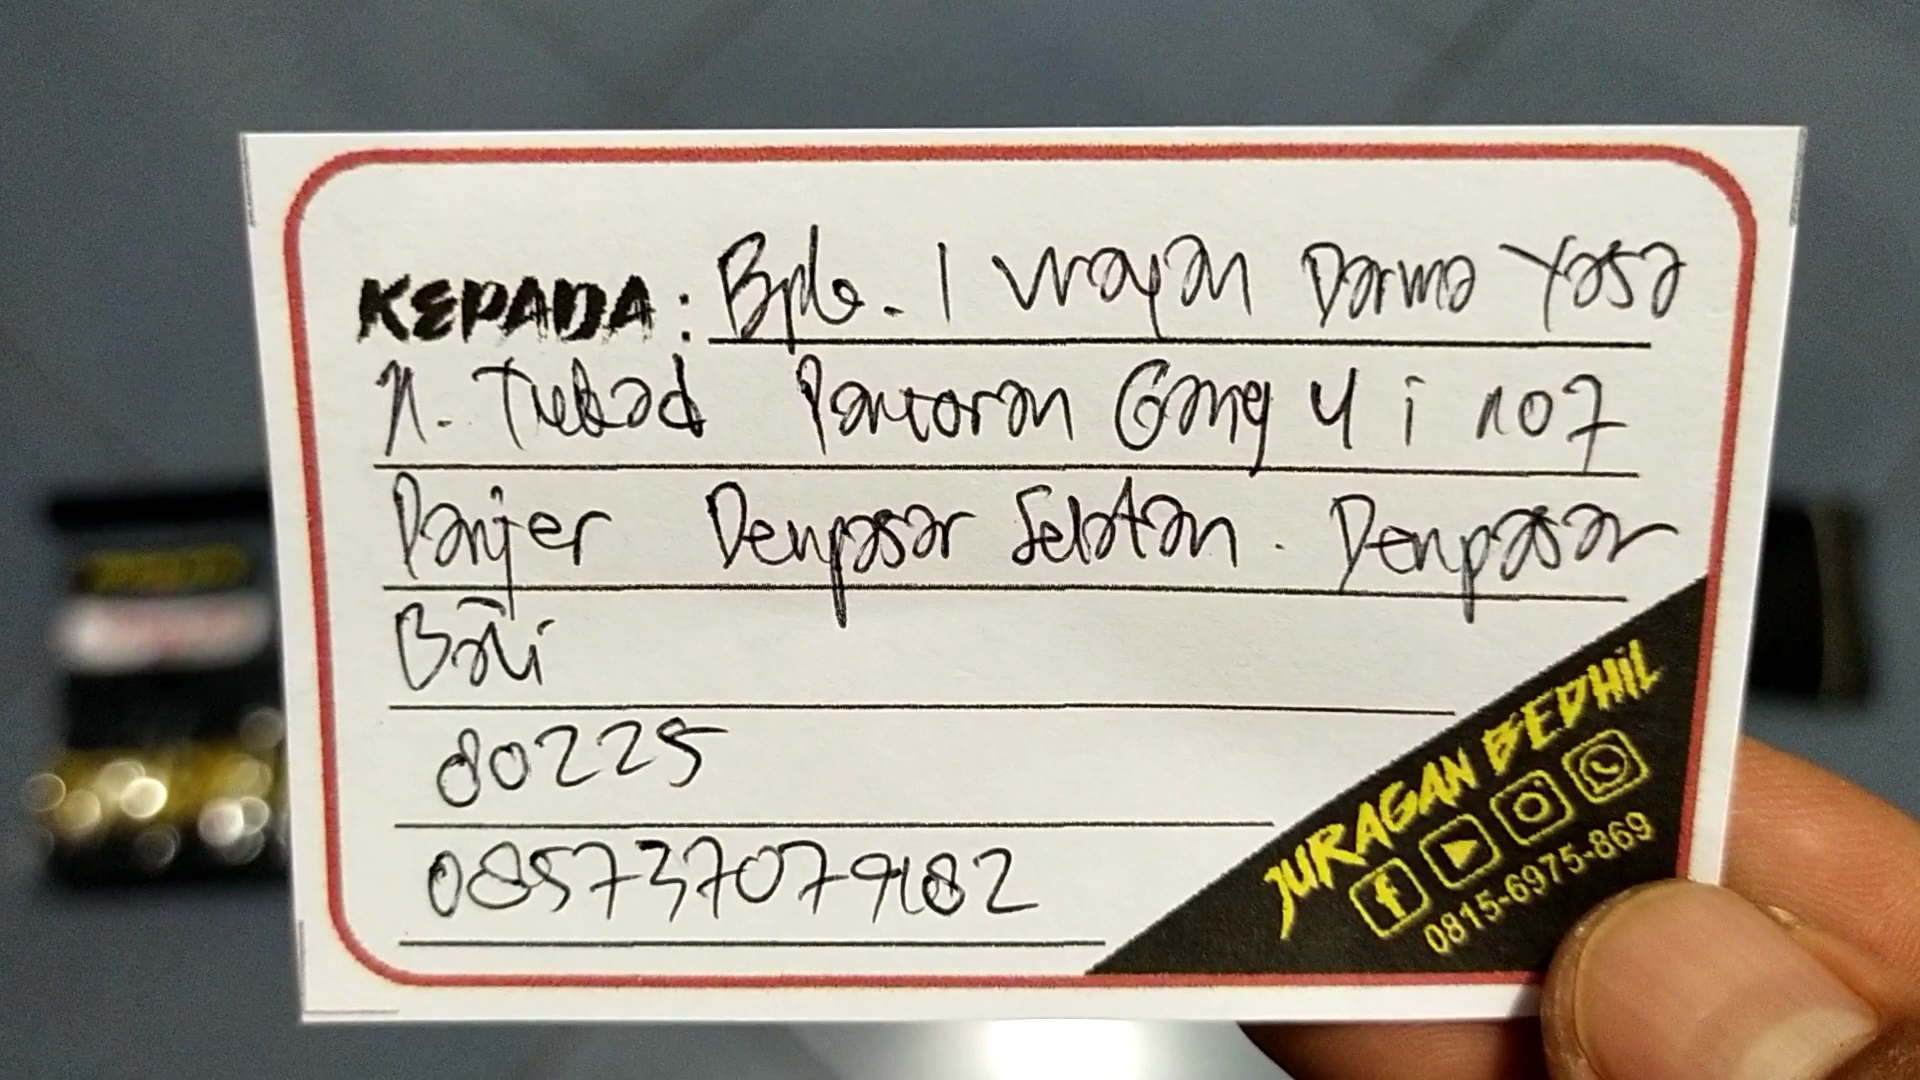 KEPADA: Bpk. I Wayan Darma Yasa
Jl. Tukad Pancoran Gang 4 i no 7
Panjer Denpasar Selatan. Denpasar
Bali
80225
085737079182
JURAGAN BEDHIL
0815-6975-869